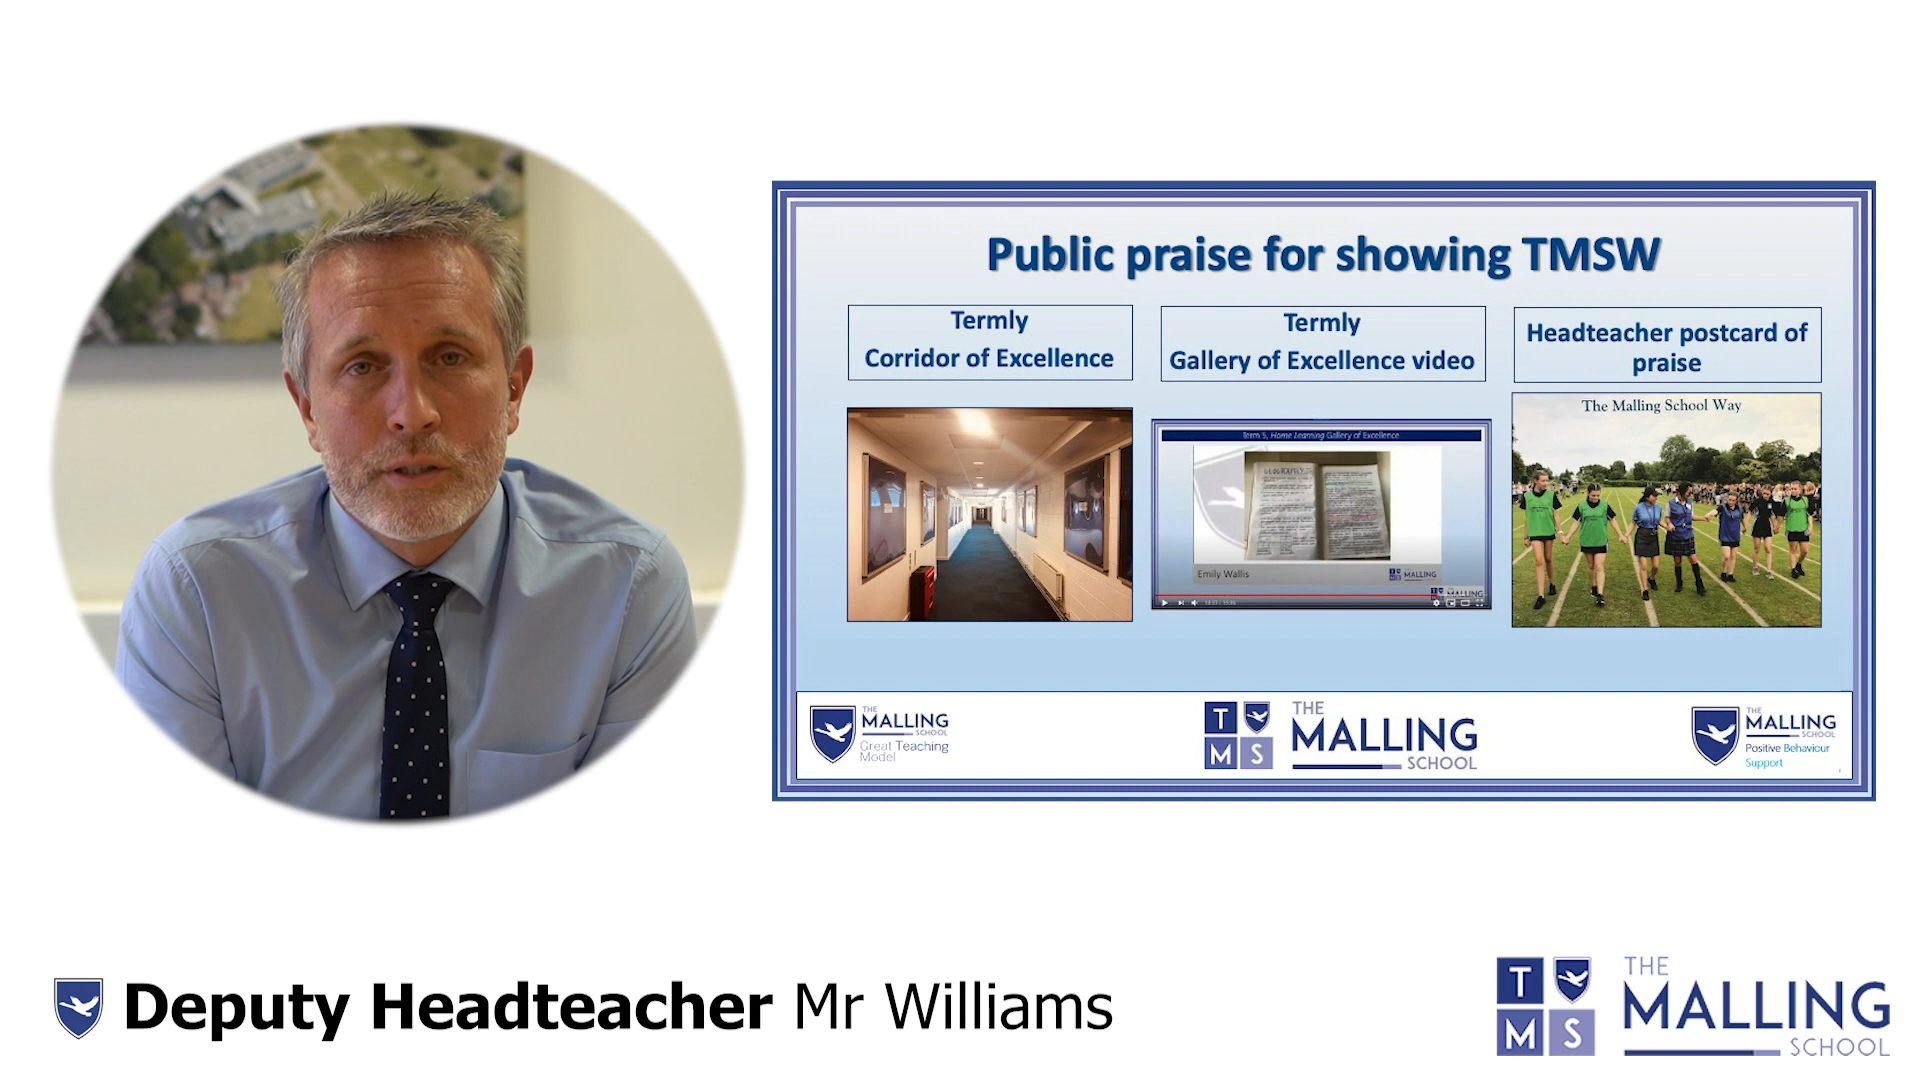 Public praise for showing TMSW
Termly
Corridor of Excellence
Termly
Gallery of Excellence video
Headteacher postcard of
praise
The Malling School Way
Term 5, Home Learning Gallery of Excellence
GEOGRAPHY
Emily Wallis
THE
MALLING
SCHOOL
Great Teaching
Model
T
M S
THE
MALLING
SCHOOL
THE
MALLING
SCHOOL
Positive Behaviour
Support
Deputy Headteacher Mr Williams
T
M S
THE
MALLING
SCHOOL